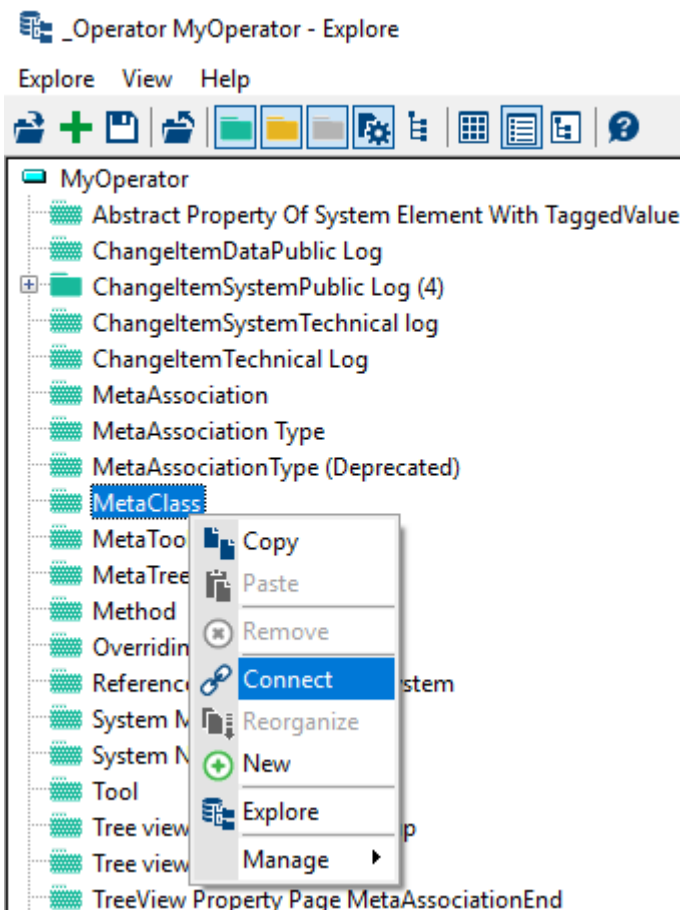 _Operator MyOperator - Explore
Explore View Help
MyOperator
Abstract Property Of System Element With TaggedValue
ChangeItemDataPublic Log
ChangeItemSystemPublic Log (4)
ChangeItemSystemTechnical log
ChangeItemTechnical Log
MetaAssociation
MetaAssociation Type
MetaAssociationType (Deprecated)
MetaClass
MetaToo
Copy
MetaTree
Paste
Method
Remove
Overridin
Connect
Reference
stem
System M
Reorganize
System N
New
Tool
Explore
Tree view
p
Manage
Tree view
TreeView Property Page MetaAssociationEnd